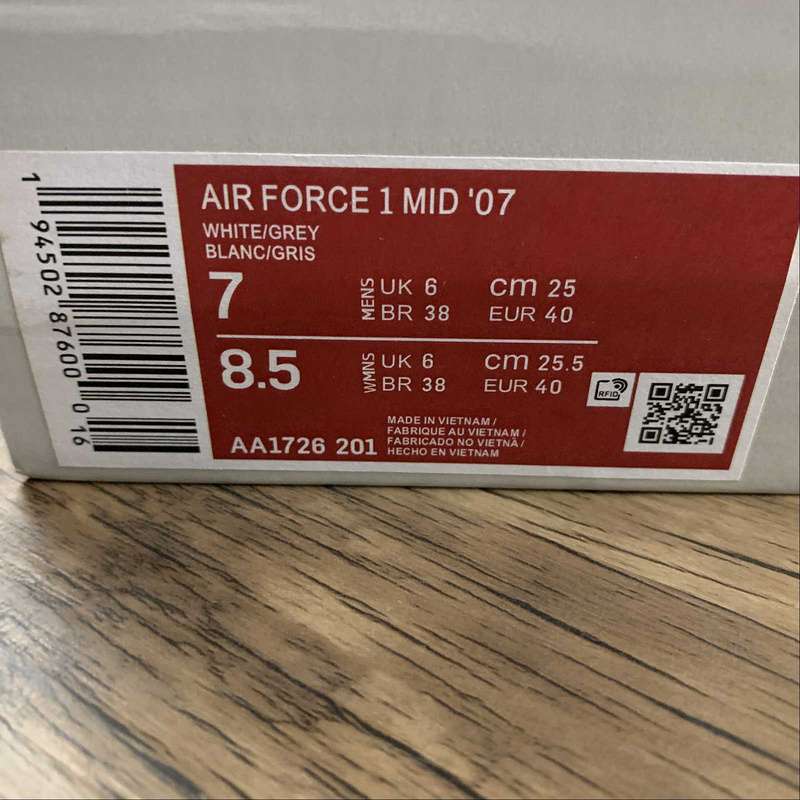 1 94502 87600 0 16
AIR FORCE 1 MID '07
WHITE/GREY
BLANC/GRIS
7 MENS UK 6 cm 25
BR 38 EUR 40
8.5 WMNS UK 6 cm 25.5
BR 38 EUR 40
RFID
AA1726 201
MADE IN VIETNAM /
FABRIQUE AU VIETNAM /
FABRICADO NO VIETNÃ /
HECHO EN VIETNAM